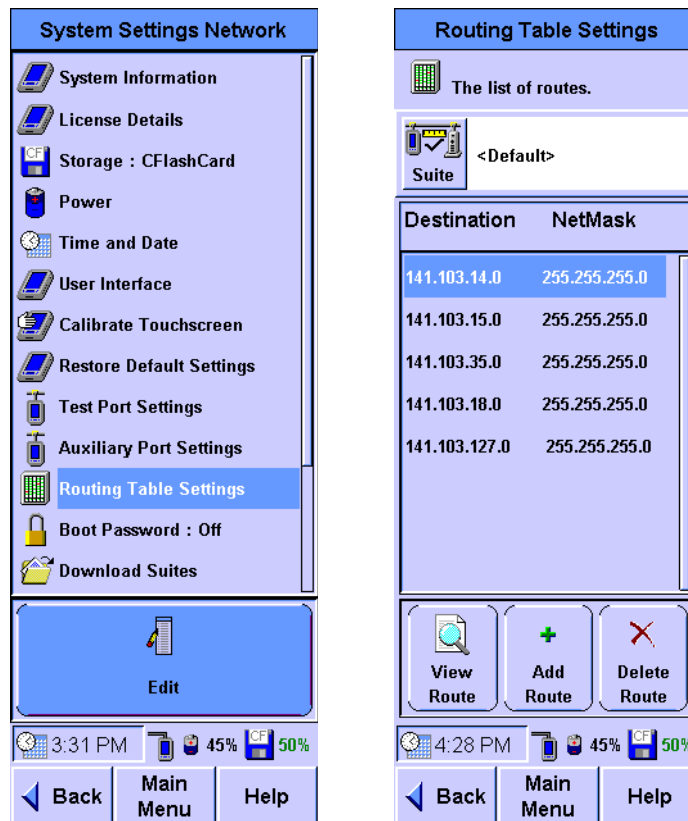 System Settings Network
System Information
License Details
CF
Storage : CFlashCard
Power
Time and Date
User Interface
Calibrate Touchscreen
Restore Default Settings
Test Port Settings
Auxiliary Port Settings
Routing Table Settings
Boot Password : Off
Download Suites
Edit
3:31 PM 45% CF 50%
Back
Main
Menu
Help
Routing Table Settings
The list of routes.
Suite
<Default>
Destination NetMask
141.103.14.0 255.255.255.0
141.103.15.0 255.255.255.0
141.103.35.0 255.255.255.0
141.103.18.0 255.255.255.0
141.103.127.0 255.255.255.0
View
Route
Add
Route
Delete
Route
4:28 PM 45% CF 50%
Back
Main
Menu
Help